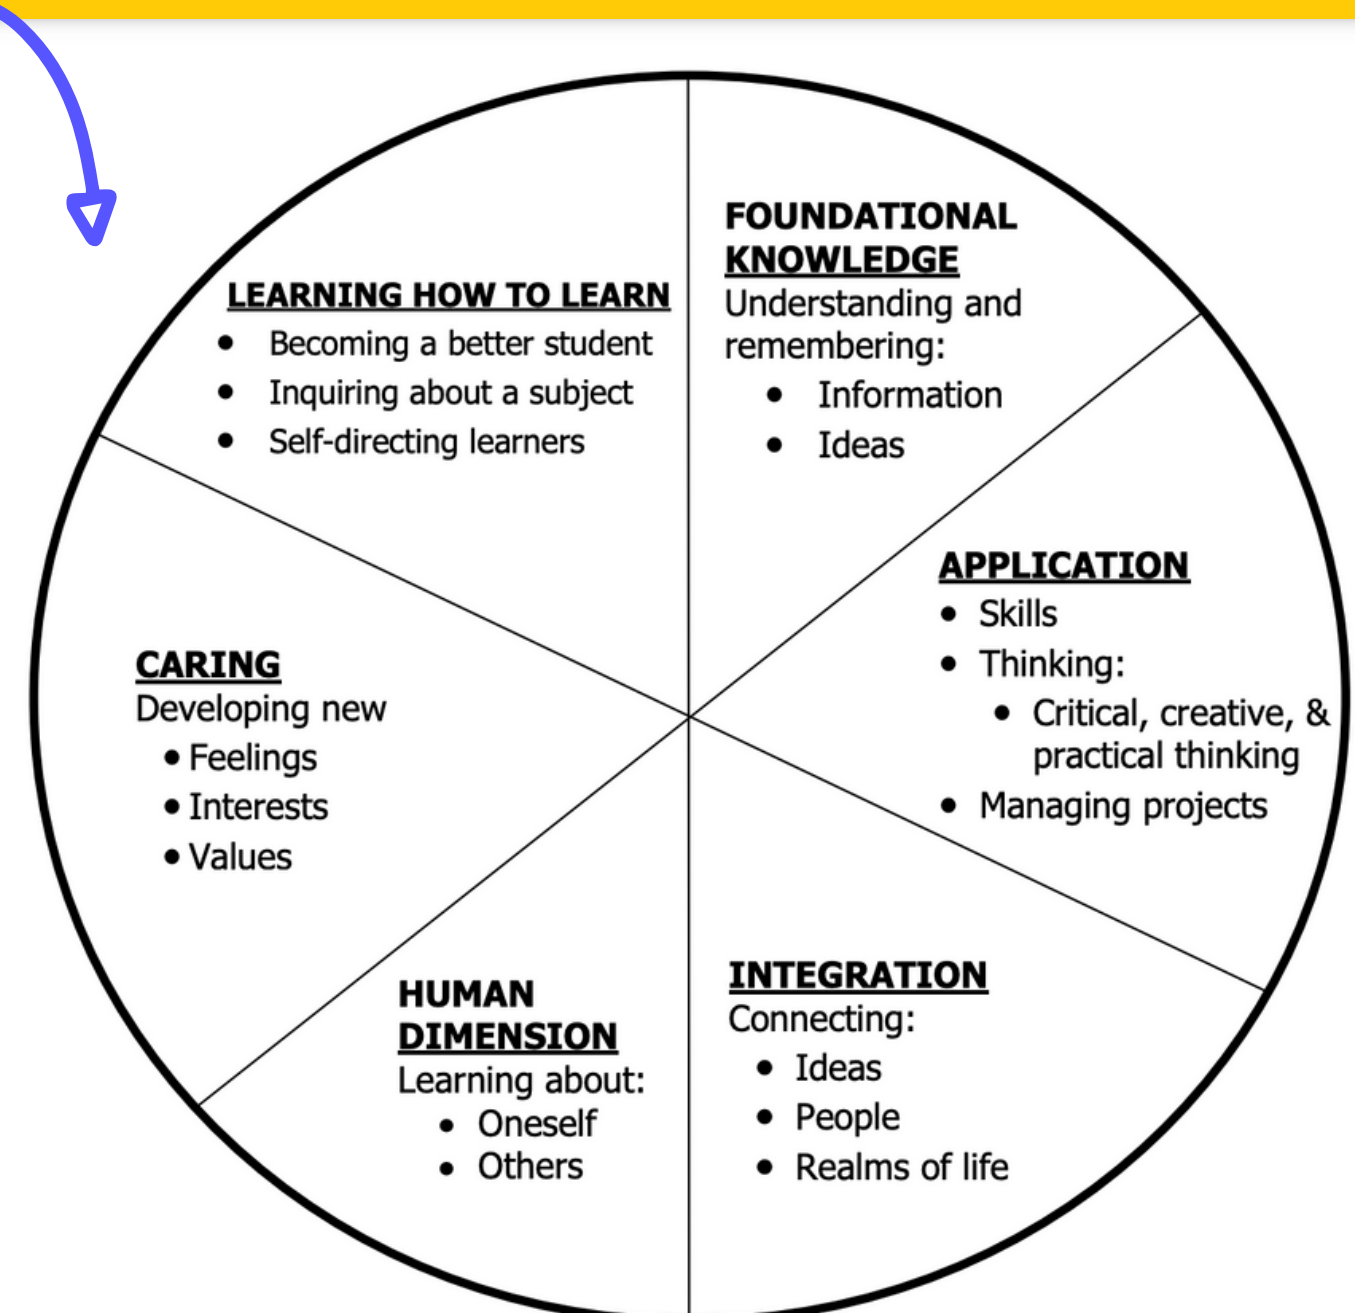 FOUNDATIONAL
KNOWLEDGE
Understanding and
remembering:
• Information
• Ideas
APPLICATION
• Skills
• Thinking:
• Critical, creative, &
practical thinking
• Managing projects
INTEGRATION
Connecting:
• Ideas
• People
• Realms of life
HUMAN
DIMENSION
Learning about:
• Oneself
• Others
CARING
Developing new
• Feelings
• Interests
• Values
LEARNING HOW TO LEARN
• Becoming a better student
• Inquiring about a subject
• Self-directing learners